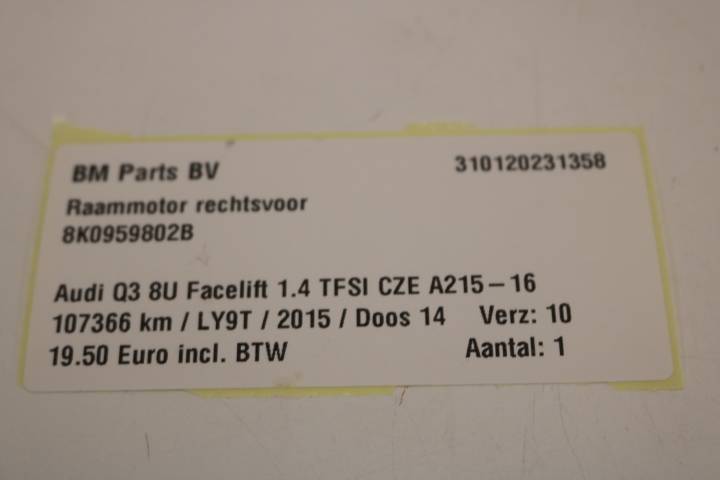 BM Parts BV 310120231358
Raammotor rechtsvoor
8K0959802B
Audi Q3 8U Facelift 1.4 TFSI CZE A215-16
107366 km / LY9T / 2015 / Doos 14 Verz: 10
19.50 Euro incl. BTW Aantal: 1